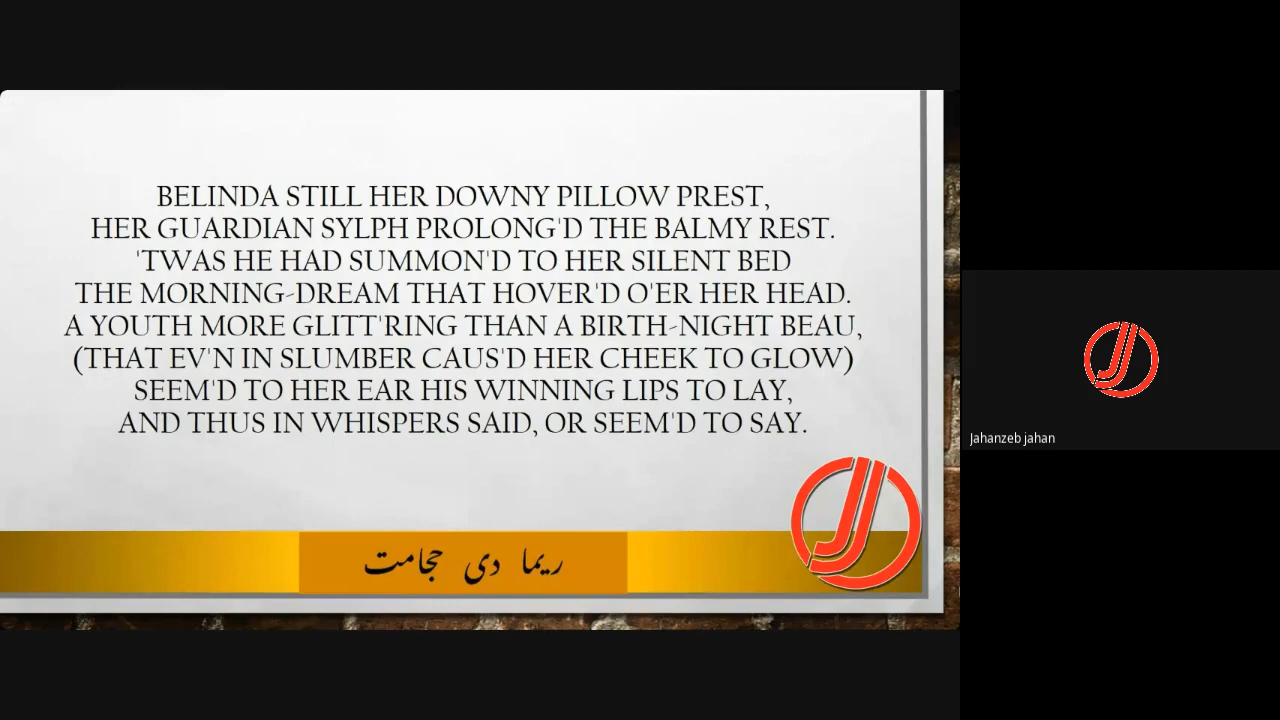 BELINDA STILL HER DOWNY PILLOW PREST,
HER GUARDIAN SYLPH PROLONG'D THE BALMY REST.
'TWAS HE HAD SUMMON'D TO HER SILENT BED
THE MORNING-DREAM THAT HOVER'D O'ER HER HEAD.
A YOUTH MORE GLITT'RING THAN A BIRTH-NIGHT BEAU,
(THAT EV'N IN SLUMBER CAUS'D HER CHEEK TO GLOW)
SEEM'D TO HER EAR HIS WINNING LIPS TO LAY,
AND THUS IN WHISPERS SAID, OR SEEM'D TO SAY.
ریما دی حجامت
Jahanzeb jahan